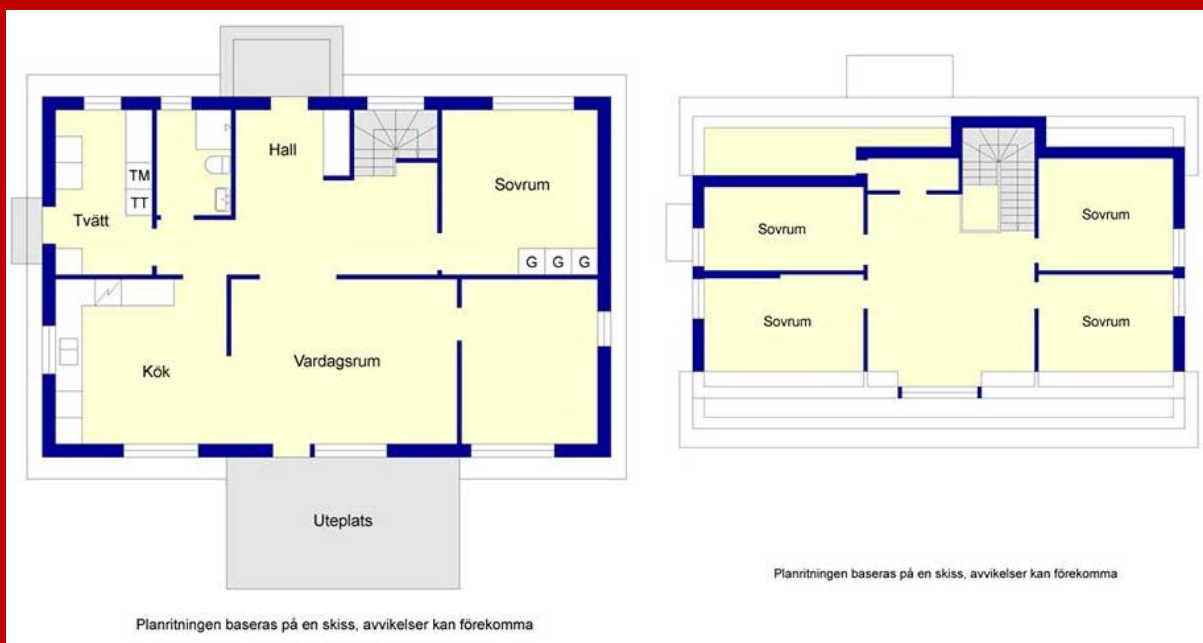 Hall
Sovrum
TM
TT
Tvätt
G G G
Kök
Vardagsrum
Uteplats
Planritningen baseras på en skiss, avvikelser kan förekomma
Sovrum
Sovrum
Sovrum
Sovrum
Planritningen baseras på en skiss, avvikelser kan förekomma